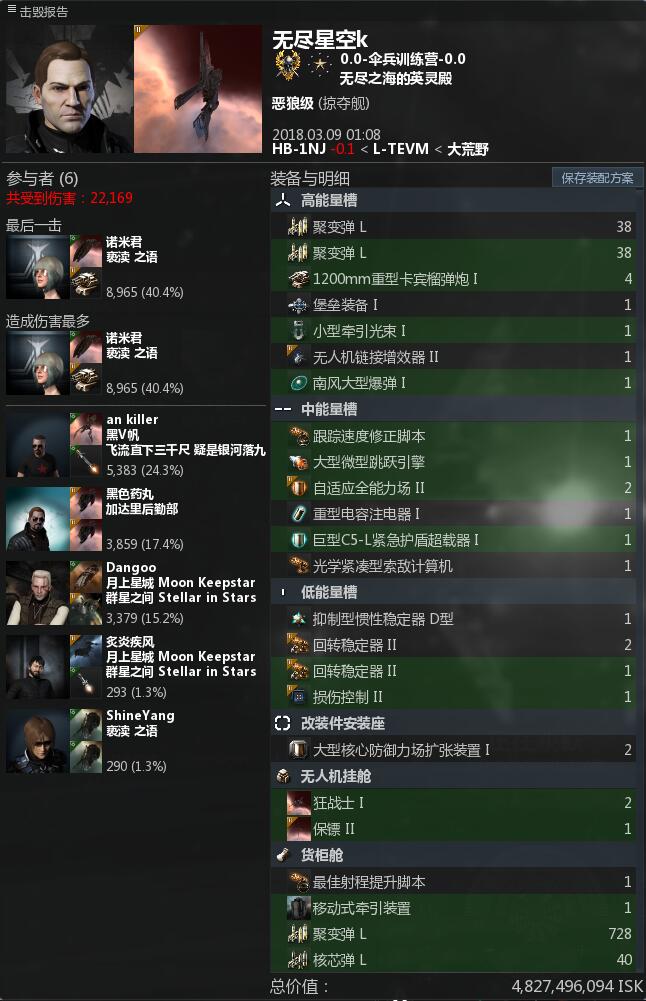 击毁报告
无尽星空k
0.0-伞兵训练营-0.0
无尽之海的英灵殿
恶狼级 (掠夺舰)
2018.03.09 01:08
HB-1NJ -0.1 < L-TEVM < 大荒野
参与者 (6)
共受到伤害：22,169
最后一击
诺米君
亵渎 之语
8,965 (40.4%)
造成伤害最多
诺米君
亵渎 之语
8,965 (40.4%)
an killer
黑V帆
飞流直下三千尺 疑是银河落九
5,383 (24.3%)
黑色药丸
加达里后勤部
3,859 (17.4%)
Dangoo
月上星城 Moon Keepstar
群星之间 Stellar in Stars
3,379 (15.2%)
炙炎疾风
月上星城 Moon Keepstar
群星之间 Stellar in Stars
293 (1.3%)
ShineYang
亵渎 之语
290 (1.3%)
装备与明细
保存装配方案
高能量槽
聚变弹 L 38
聚变弹 L 38
1200mm重型卡宾榴弹炮 I 4
堡垒装备 I 1
小型牵引光束 I 1
无人机链接增效器 II 1
南风大型爆弹 I 1
中能量槽
跟踪速度修正脚本 1
大型微型跳跃引擎 1
自适应全能力场 II 2
重型电容注电器 I 1
巨型C5-L紧急护盾超载器 I 1
光学紧凑型索敌计算机 1
低能量槽
抑制型惯性稳定器 D型 1
回转稳定器 II 2
回转稳定器 II 1
损伤控制 II 1
改装件安装座
大型核心防御力场扩张装置 I 2
无人机挂舱
狂战士 I 2
保镖 II 1
货柜舱
最佳射程提升脚本 1
移动式牵引装置 1
聚变弹 L 728
核芯弹 L 40
总价值： 4,827,496,094 ISK